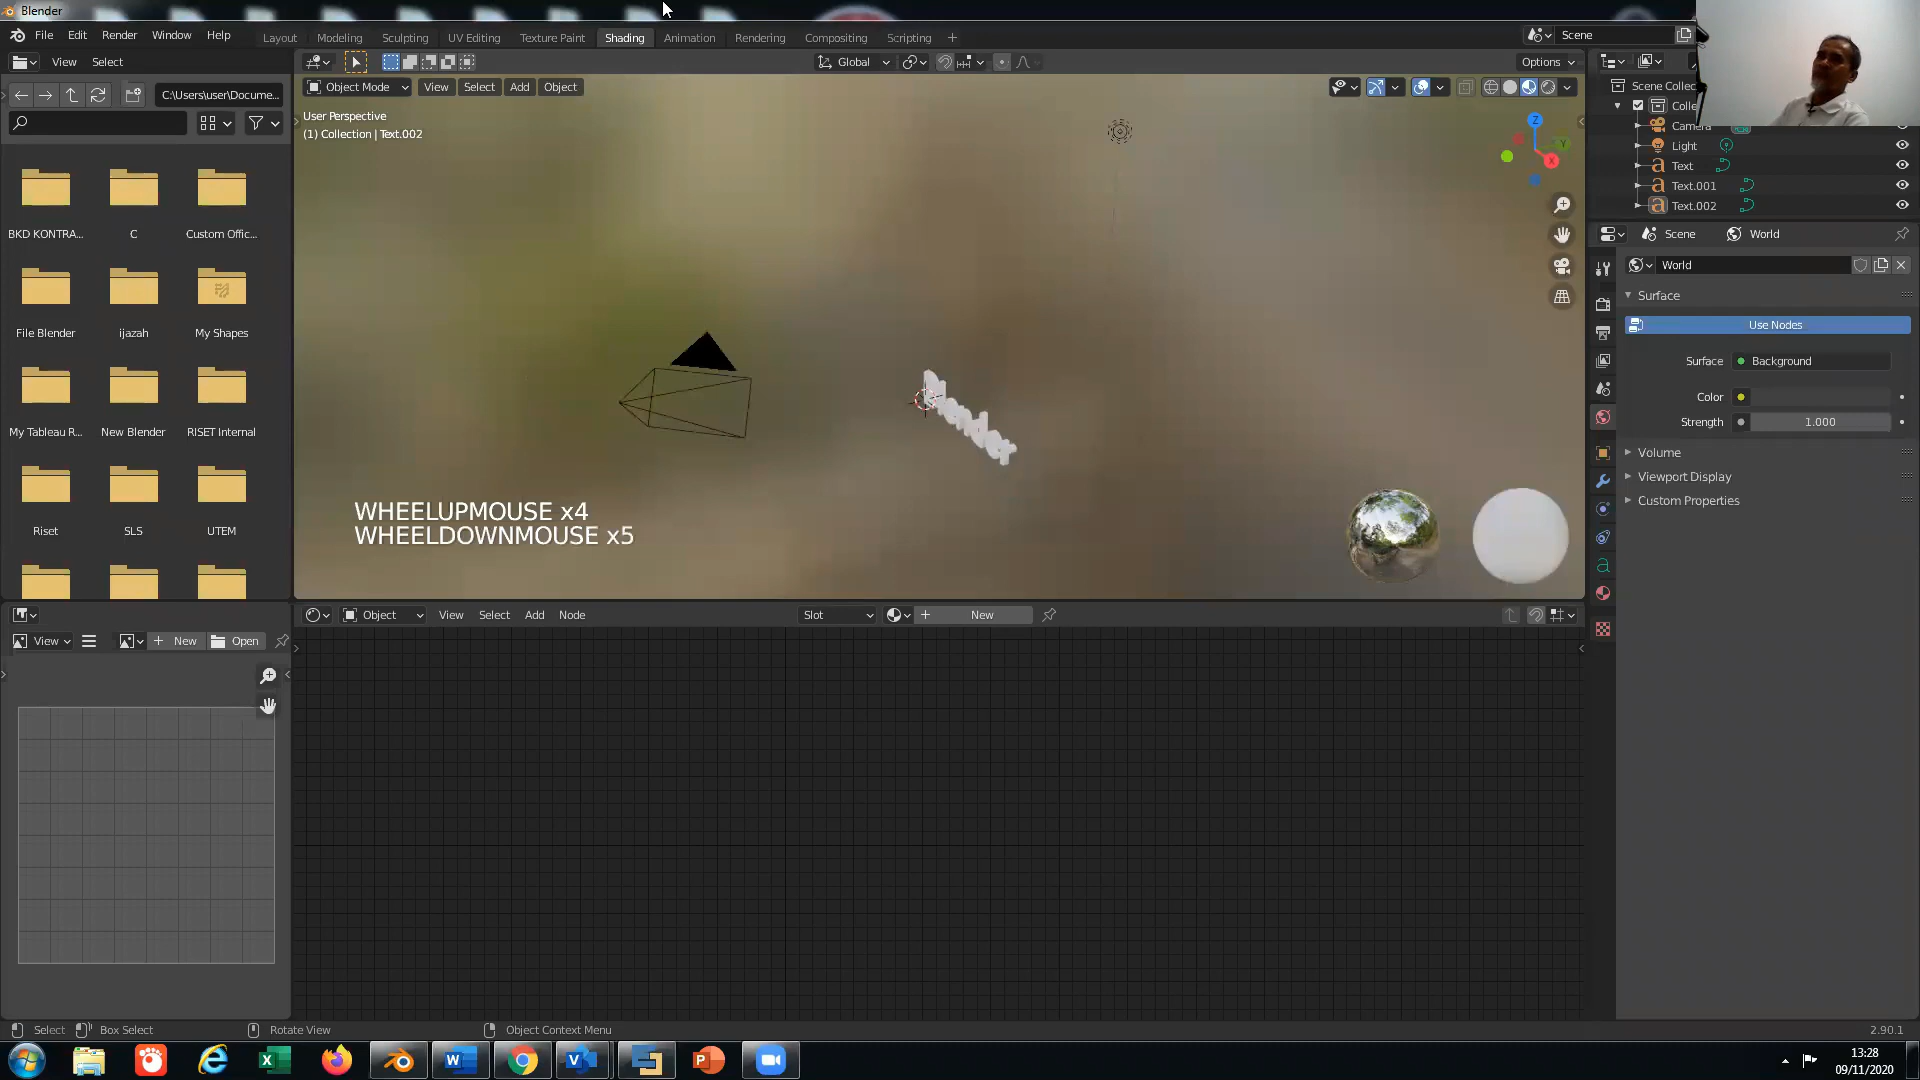 Blender
File Edit Render Window Help
Layout Modeling Sculpting UV Editing Texture Paint Shading Animation Rendering Compositing Scripting +
Scene
View Select
Global
Options
C:\Users\user\Docume...
Object Mode View Select Add Object
User Perspective
(1) Collection | Text.002
Z
Y
X
Scene Collec
Colle
Camera
Light
Text
Text.001
Text.002
BKD KONTRA...
C
Custom Offic...
File Blender
ijazah
My Shapes
My Tableau R...
New Blender
RISET Internal
Riset
SLS
UTEM
WHEELUPMOUSE x4
WHEELDOWNMOUSE x5
Scene World
World
Surface
Use Nodes
Surface Background
Color
Strength 1.000
Volume
Viewport Display
Custom Properties
Object View Select Add Node Slot + New
View + New Open
Select Box Select Rotate View Object Context Menu
2.90.1
13:28
09/11/2020